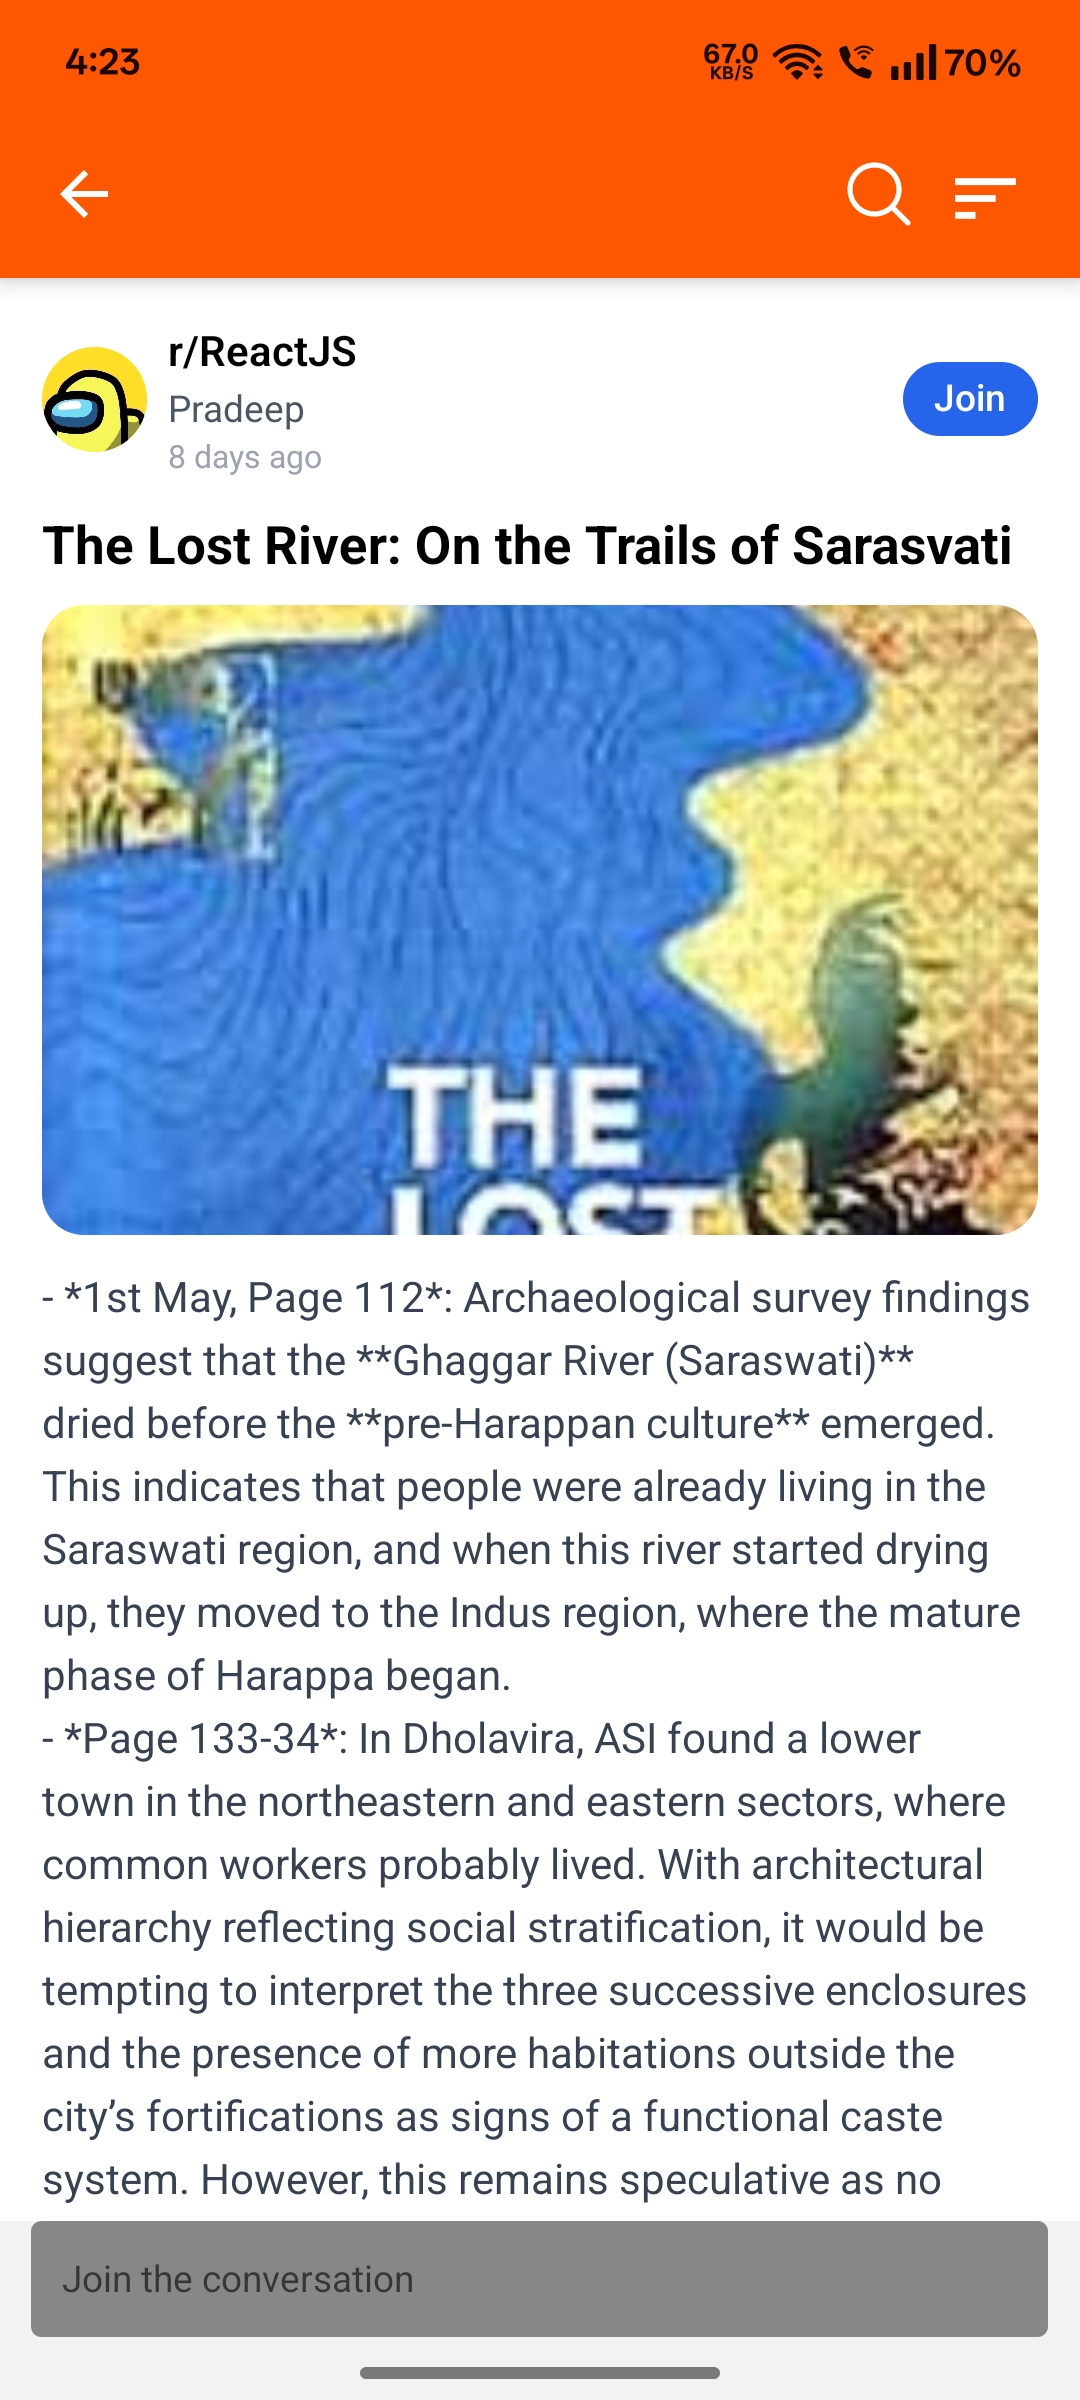 4:23
67.0
KB/S
70%
r/ReactJS
Pradeep
8 days ago
Join
The Lost River: On the Trails of Sarasvati
THE
LOST
- *1st May, Page 112*: Archaeological survey findings
suggest that the **Ghaggar River (Saraswati)**
dried before the **pre-Harappan culture** emerged.
This indicates that people were already living in the
Saraswati region, and when this river started drying
up, they moved to the Indus region, where the mature
phase of Harappa began.
- *Page 133-34*: In Dholavira, ASI found a lower
town in the northeastern and eastern sectors, where
common workers probably lived. With architectural
hierarchy reflecting social stratification, it would be
tempting to interpret the three successive enclosures
and the presence of more habitations outside the
city’s fortifications as signs of a functional caste
system. However, this remains speculative as no
Join the conversation